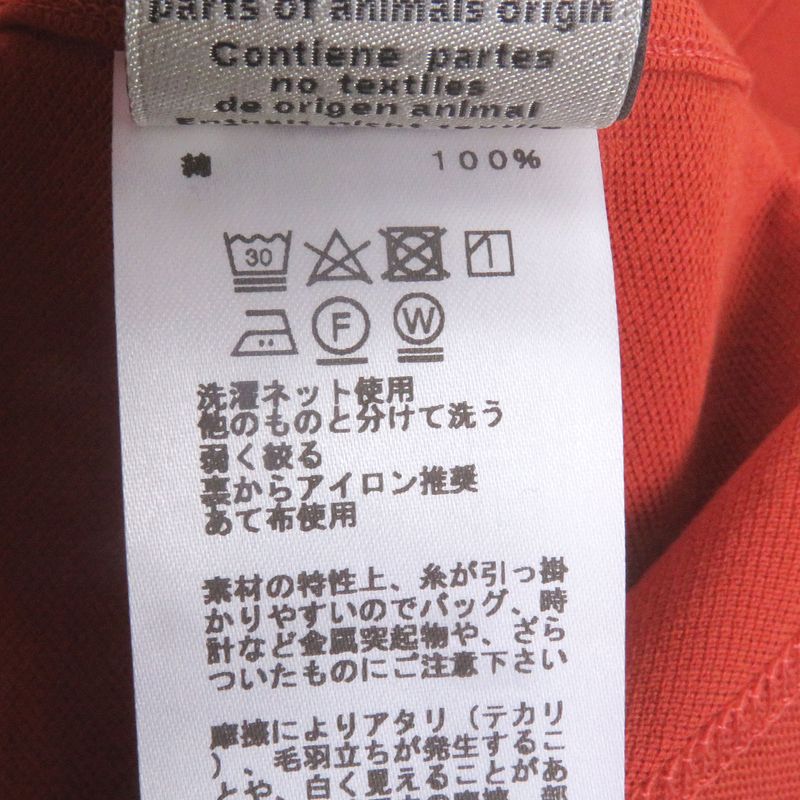 parts of animals origin
Contiene partes
no textiles
de origen animal
綿 100%
30
F W
洗濯ネット使用
他のものと分けて洗う
弱く絞る
裏からアイロン推奨
あて布使用
素材の特性上、糸が引っ掛
かりやすいのでバッグ、時
計など金属突起物や、ざら
ついたものにご注意下さい
摩擦によりアタリ(テカリ
)、毛羽立ちが発生するこ
とや、白く見えることがあ